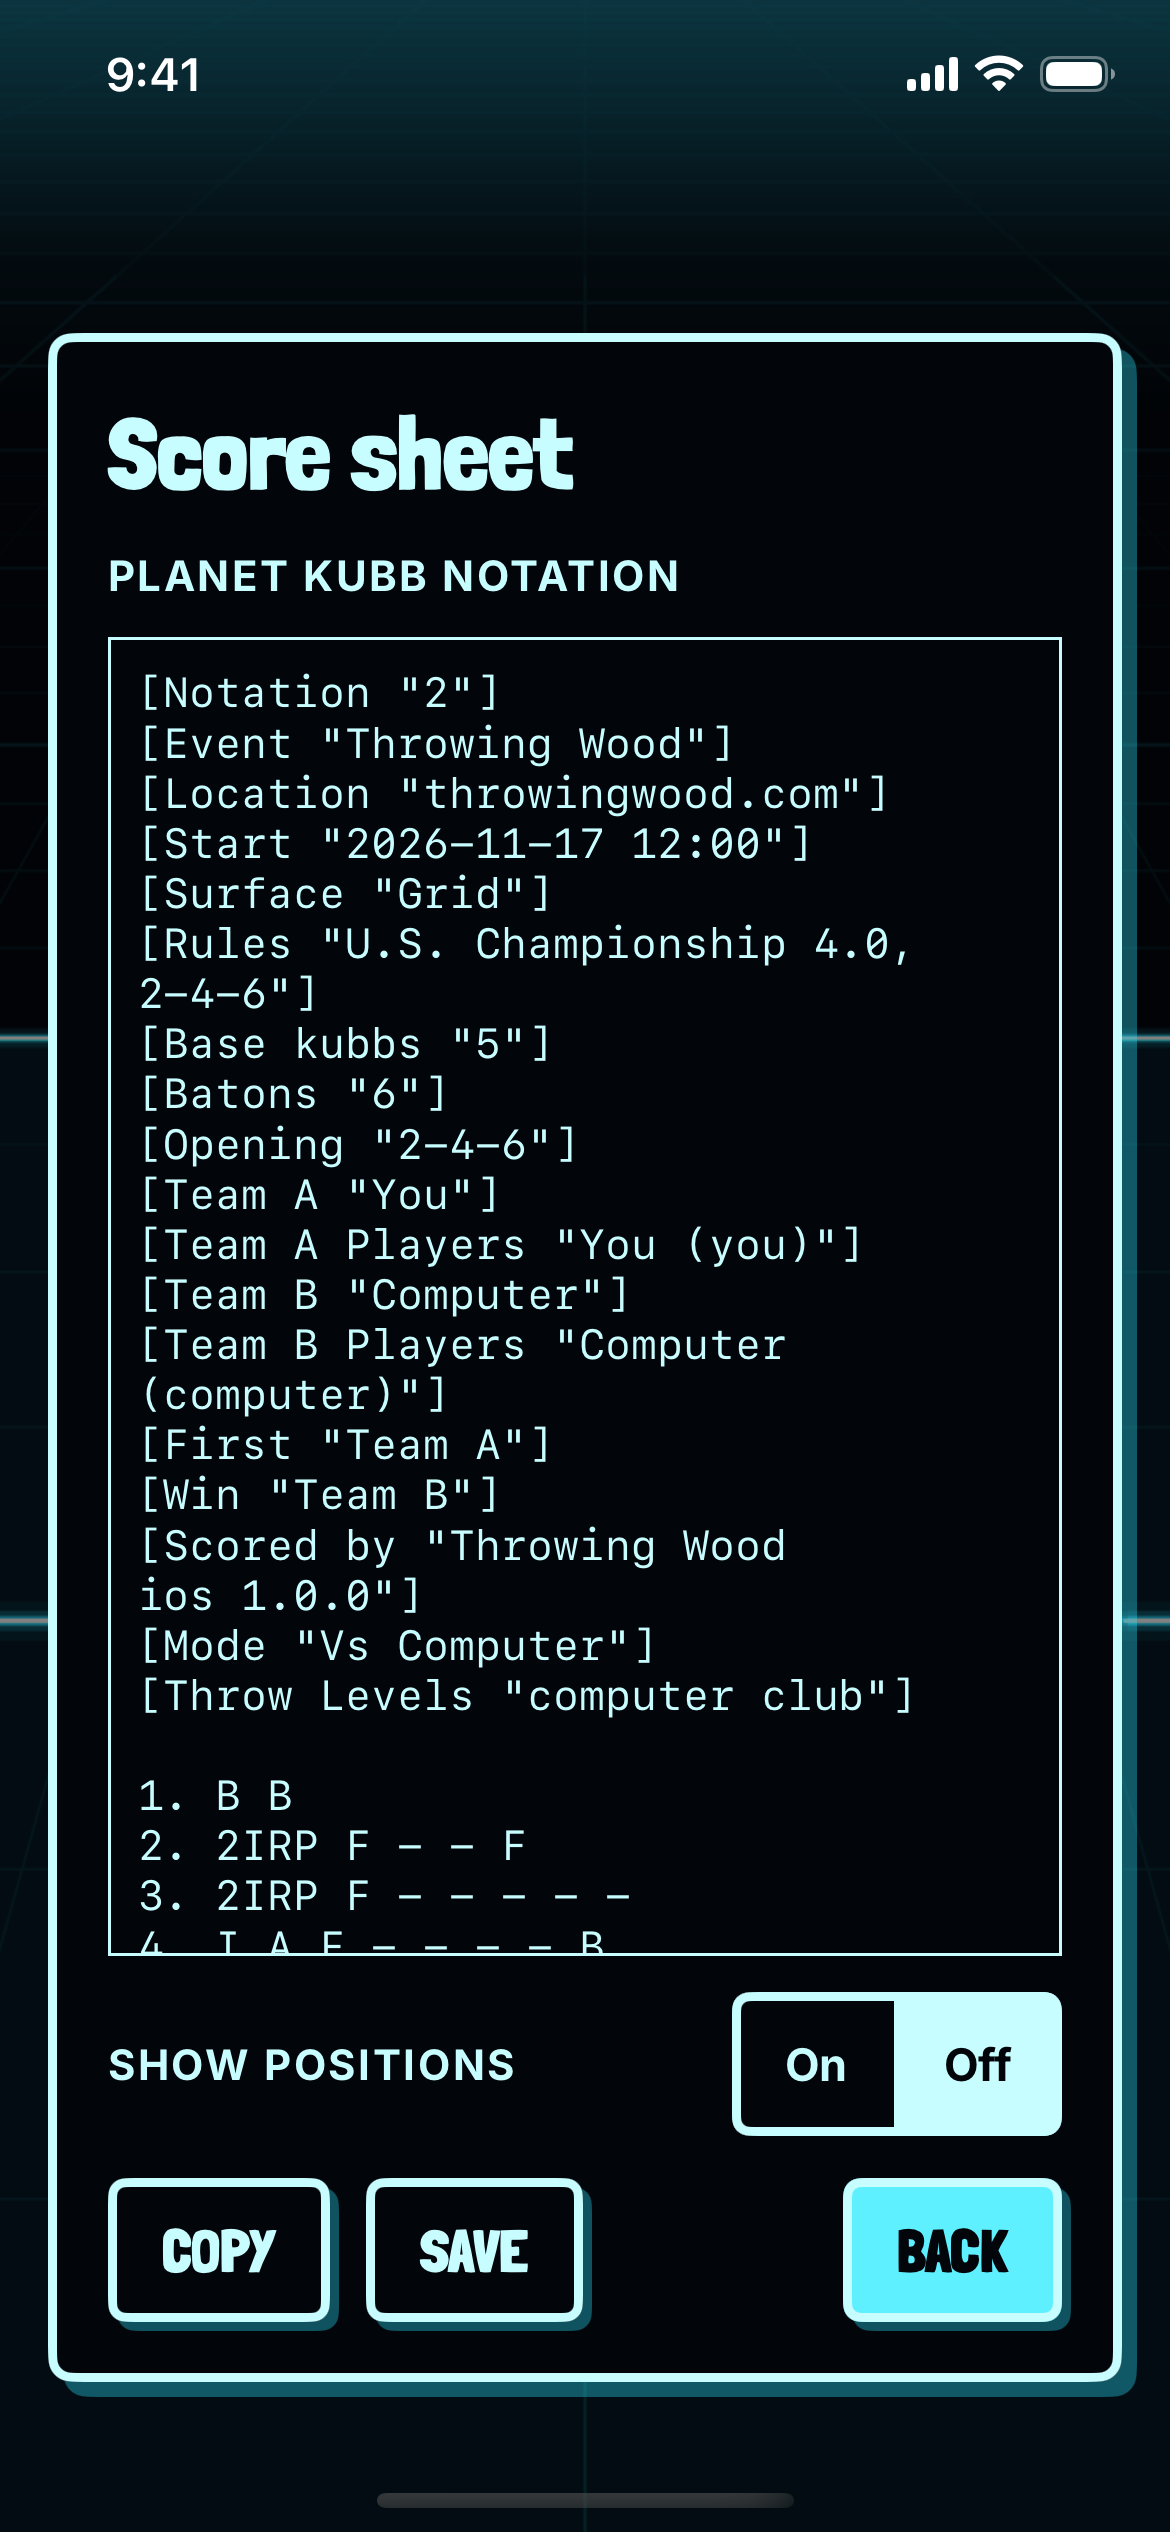 9:41
Score sheet
PLANET KUBB NOTATION
[Notation "2"]
[Event "Throwing Wood"]
[Location "throwingwood.com"]
[Start "2026-11-17 12:00"]
[Surface "Grid"]
[Rules "U.S. Championship 4.0,
2-4-6"]
[Base kubbs "5"]
[Batons "6"]
[Opening "2-4-6"]
[Team A "You"]
[Team A Players "You (you)"]
[Team B "Computer"]
[Team B Players "Computer
(computer)"]
[First "Team A"]
[Win "Team B"]
[Scored by "Throwing Wood
ios 1.0.0"]
[Mode "Vs Computer"]
[Throw Levels "computer club"]
1. B B
2. 2IRP F - - F
3. 2IRP F - - - - -
SHOW POSITIONS
On Off
COPY SAVE BACK